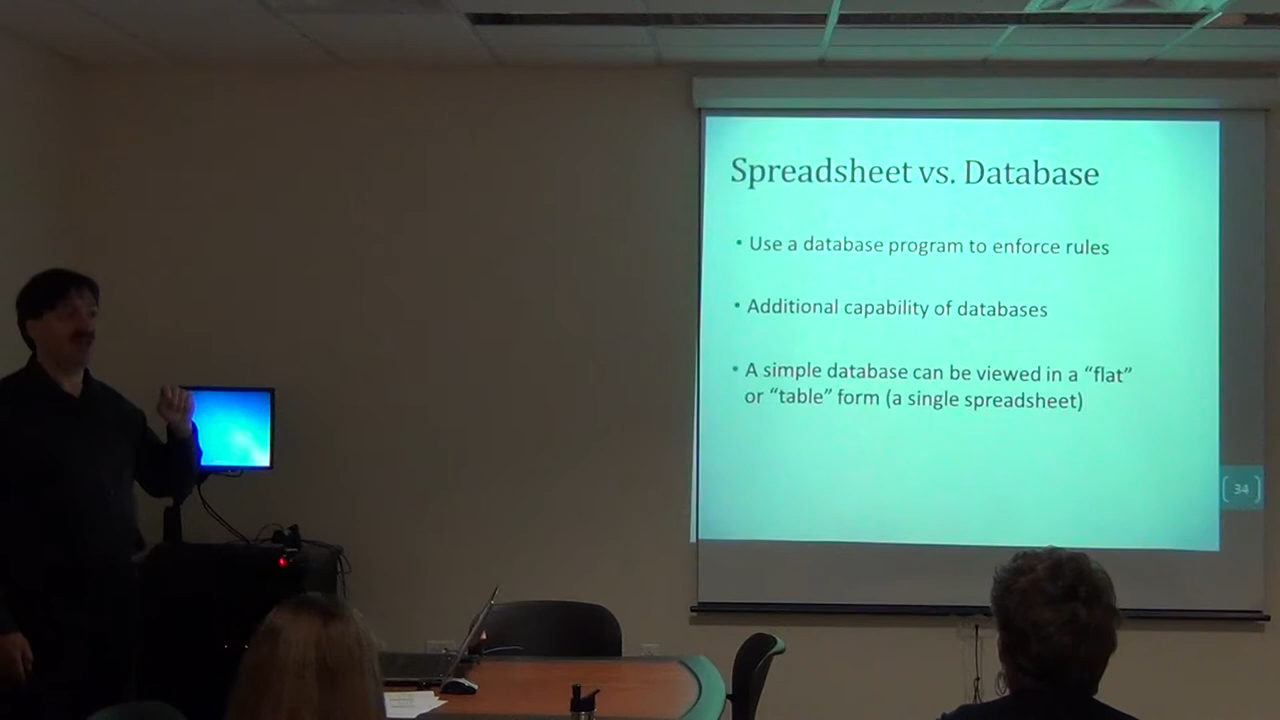 Spreadsheet vs. Database
• Use a database program to enforce rules
• Additional capability of databases
• A simple database can be viewed in a “flat”
or “table” form (a single spreadsheet)
34